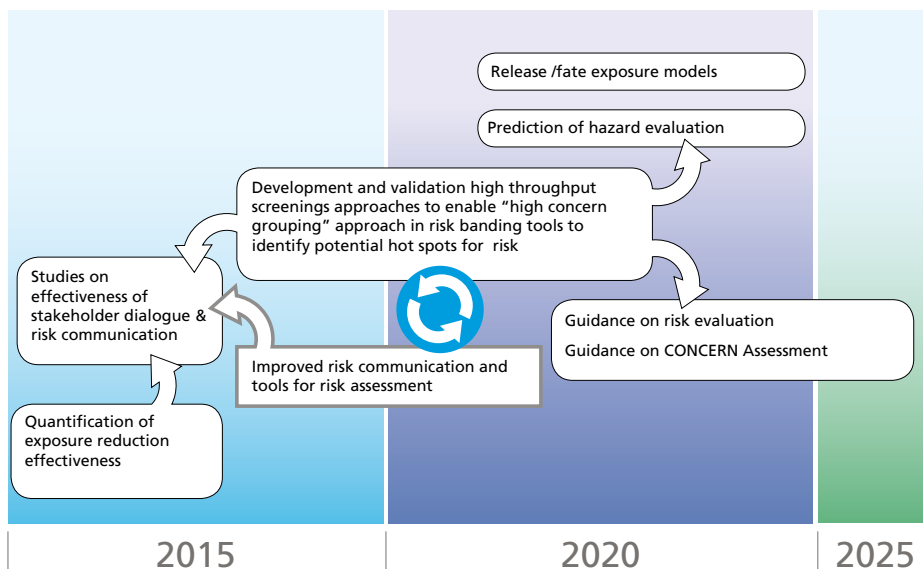 Release /fate exposure models
Prediction of hazard evaluation
Development and validation high throughput
screenings approaches to enable “high concern
grouping” approach in risk banding tools to
identify potential hot spots for risk
Studies on
effectiveness of
stakeholder dialogue &
risk communication
Improved risk communication and
tools for risk assessment
Guidance on risk evaluation
Guidance on CONCERN Assessment
Quantification of
exposure reduction
effectiveness
2015
2020
2025